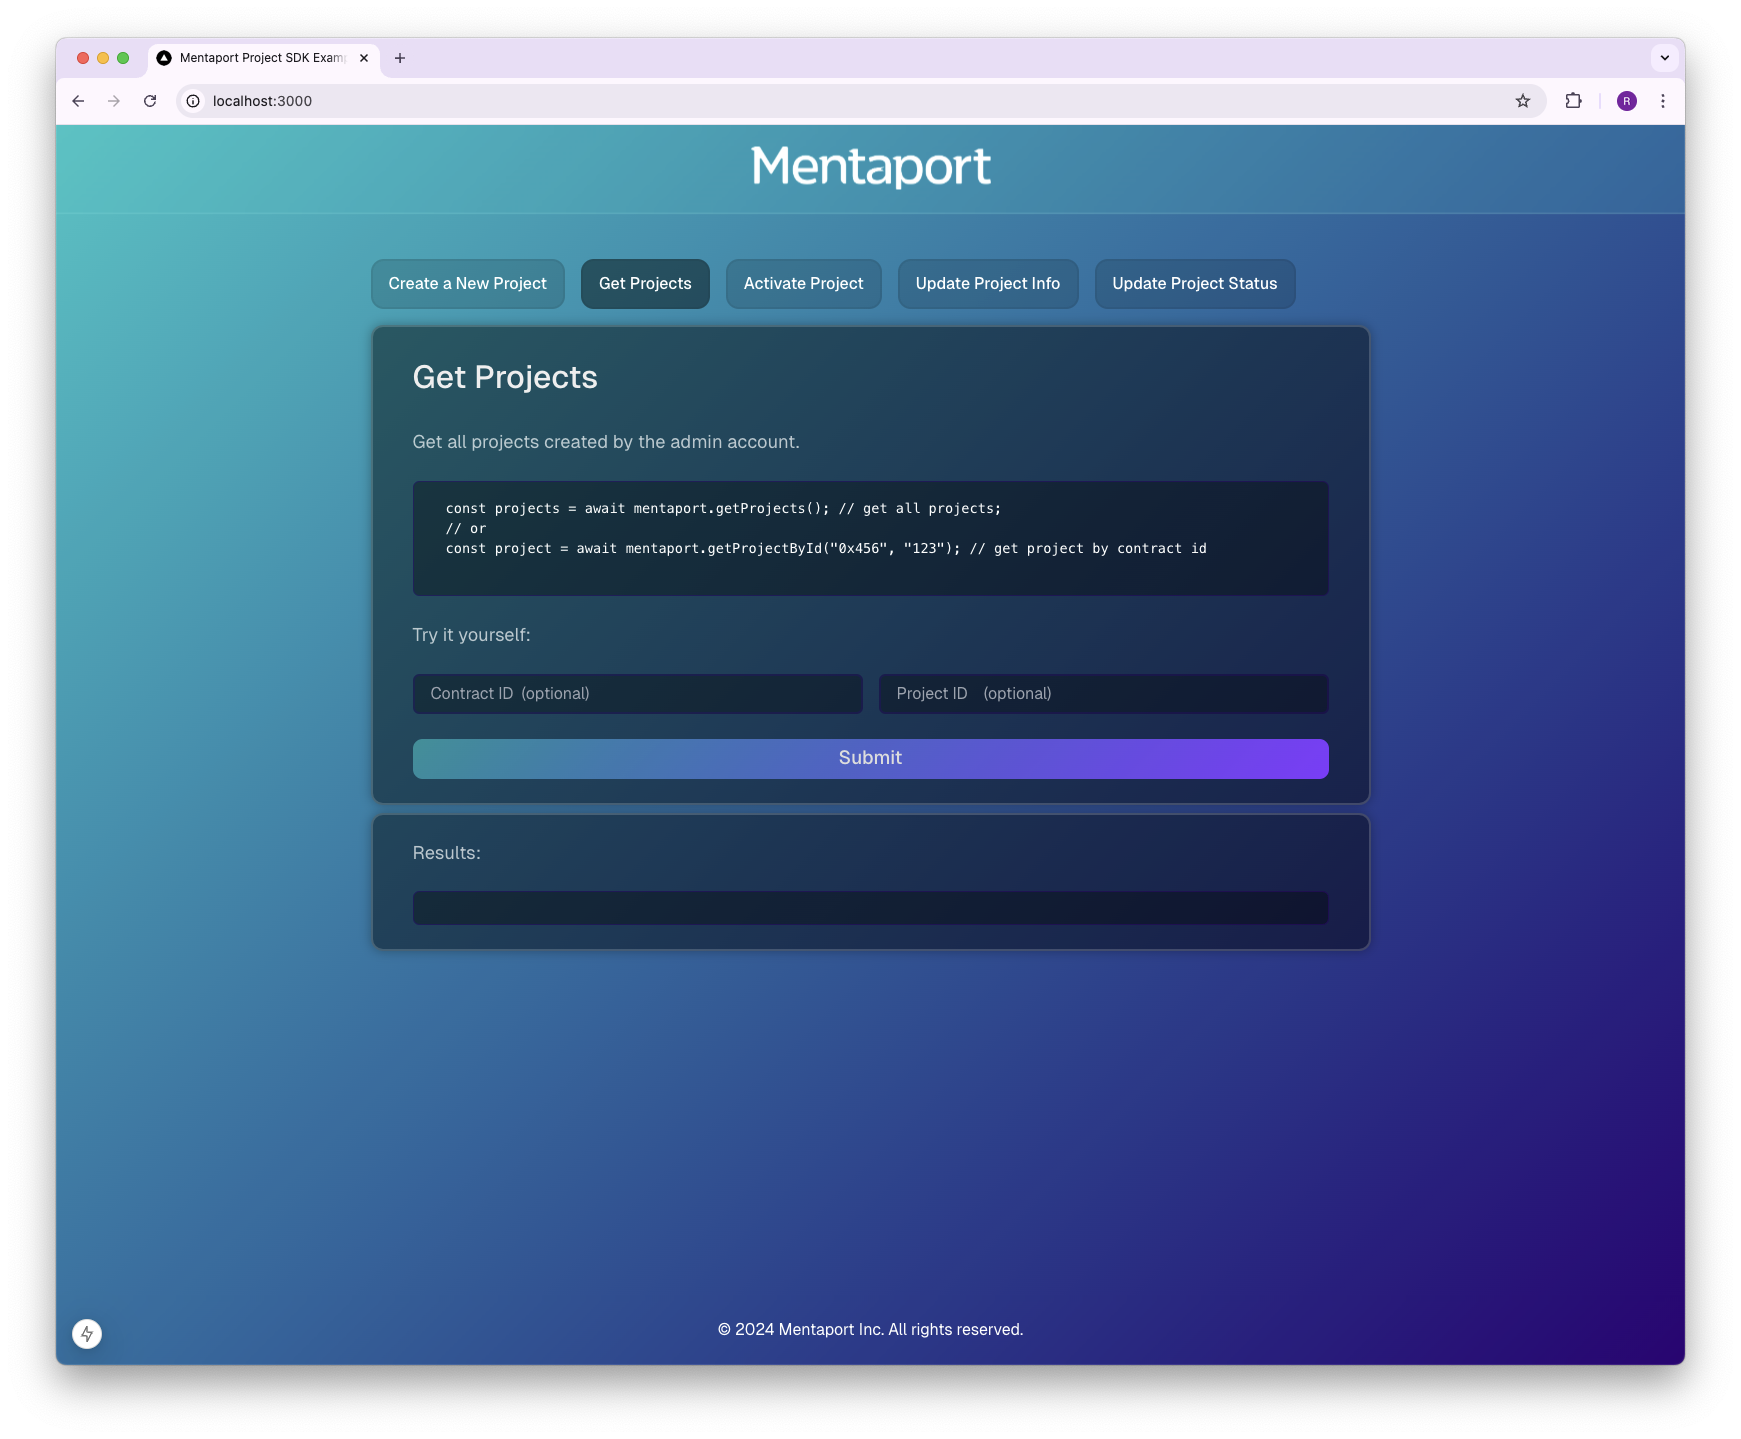 Mentaport Project SDK Examp
localhost:3000
R
Mentaport
Create a New Project
Get Projects
Activate Project
Update Project Info
Update Project Status
Get Projects
Get all projects created by the admin account.
const projects = await mentaport.getProjects(); // get all projects;
// or
const project = await mentaport.getProjectById("0x456", "123"); // get project by contract id
Try it yourself:
Contract ID (optional)
Project ID (optional)
Submit
Results:
© 2024 Mentaport Inc. All rights reserved.